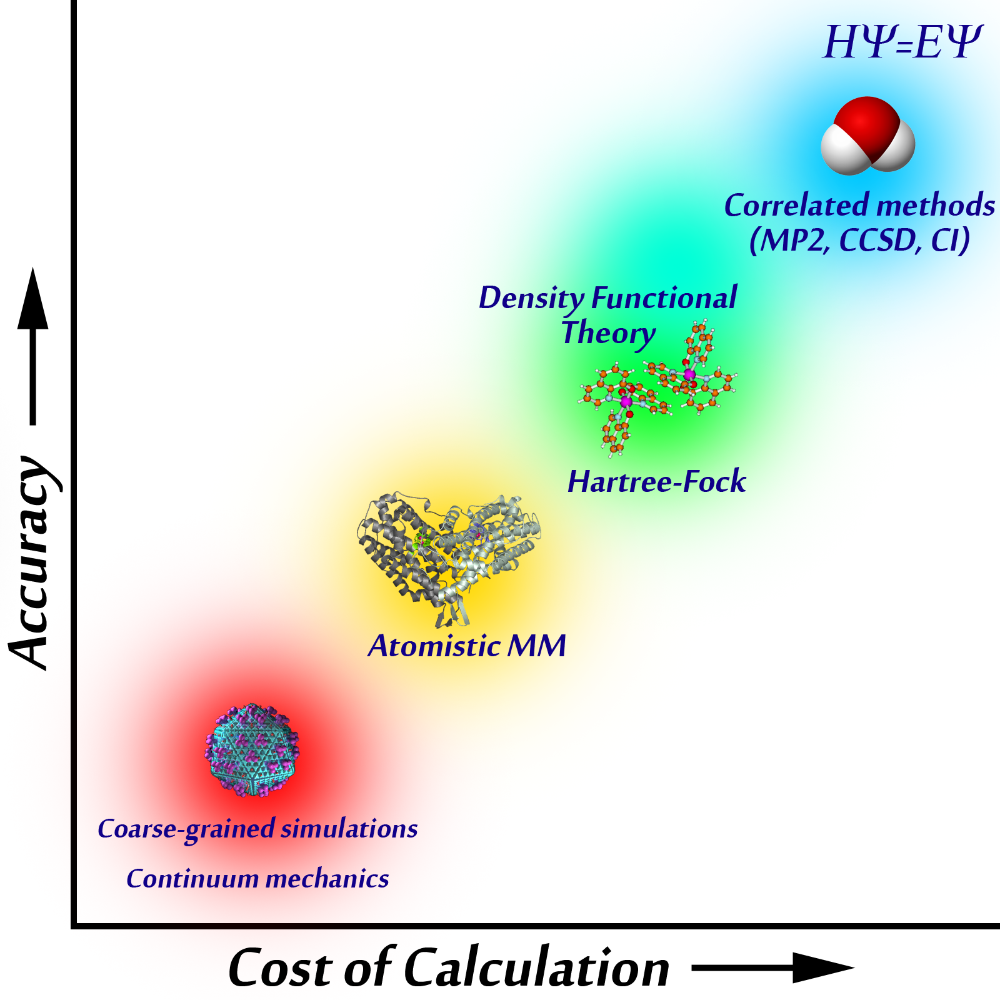 HΨ=EΨ
Correlated methods
(MP2, CCSD, CI)
Density Functional
Theory
Hartree-Fock
Atomistic MM
Coarse-grained simulations
Continuum mechanics
Accuracy
Cost of Calculation